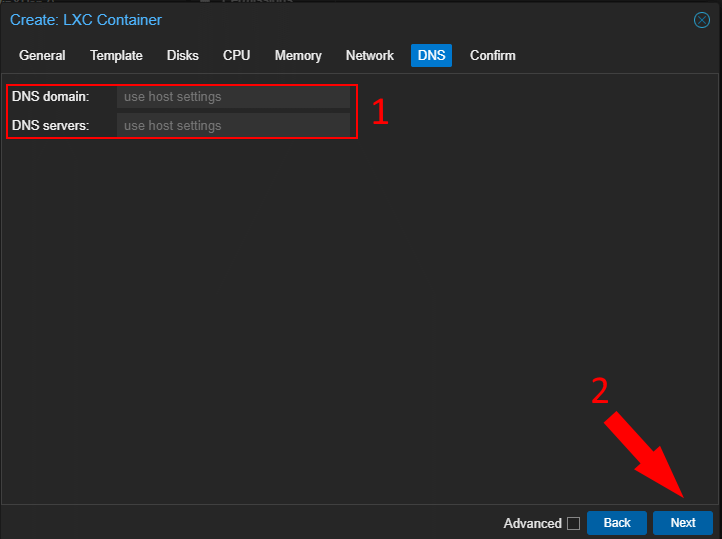 Create: LXC Container
General Template Disks CPU Memory Network DNS Confirm
DNS domain: use host settings
1
DNS servers: use host settings
2
Advanced Back Next